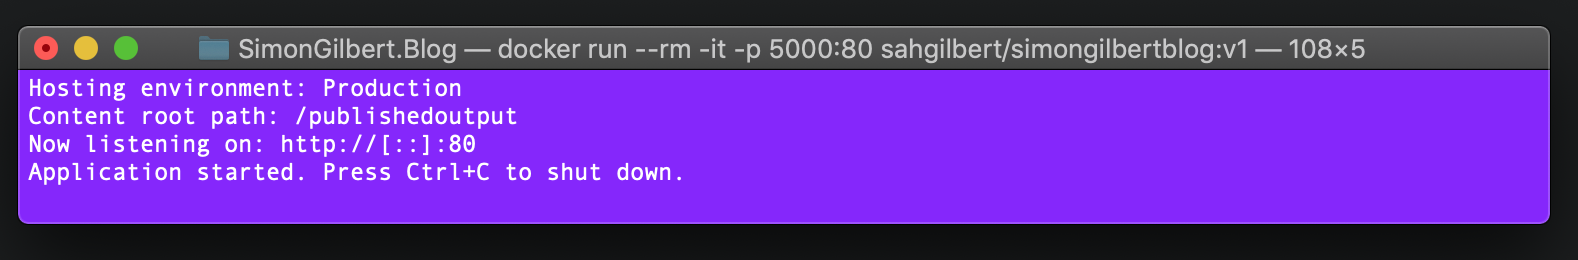 SimonGilbert.Blog — docker run --rm -it -p 5000:80 sahgilbert/simongilbertblog:v1 — 108×5
Hosting environment: Production
Content root path: /publishedoutput
Now listening on: http://[::]:80
Application started. Press Ctrl+C to shut down.